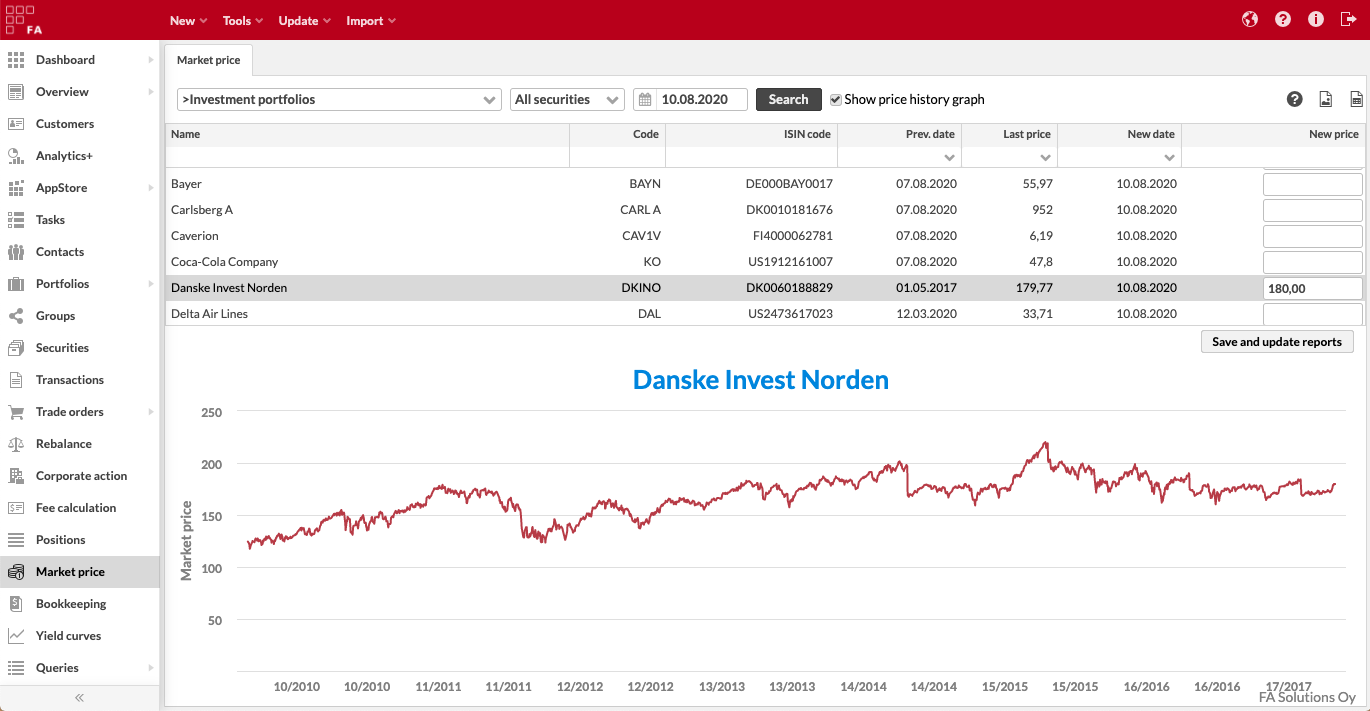 FA
New Tools Update Import
Dashboard
Overview
Customers
Analytics+
AppStore
Tasks
Contacts
Portfolios
Groups
Securities
Transactions
Trade orders
Rebalance
Corporate action
Fee calculation
Positions
Market price
Bookkeeping
Yield curves
Queries
«
Market price
>Investment portfolios All securities 10.08.2020 Search Show price history graph
Name Code ISIN code Prev. date Last price New date New price
Bayer BAYN DE000BAY0017 07.08.2020 55,97 10.08.2020
Carlsberg A CARL A DK0010181676 07.08.2020 952 10.08.2020
Caverion CAV1V FI4000062781 07.08.2020 6,19 10.08.2020
Coca-Cola Company KO US1912161007 07.08.2020 47,8 10.08.2020
Danske Invest Norden DKINO DK0060188829 01.05.2017 179,77 10.08.2020 180,00
Delta Air Lines DAL US2473617023 12.03.2020 33,71 10.08.2020
Save and update reports
Danske Invest Norden
Market price
250
200
150
100
50
10/2010 10/2010 11/2011 11/2011 12/2012 12/2012 13/2013 13/2013 14/2014 14/2014 15/2015 15/2015 16/2016 16/2016 17/2017
FA Solutions Oy